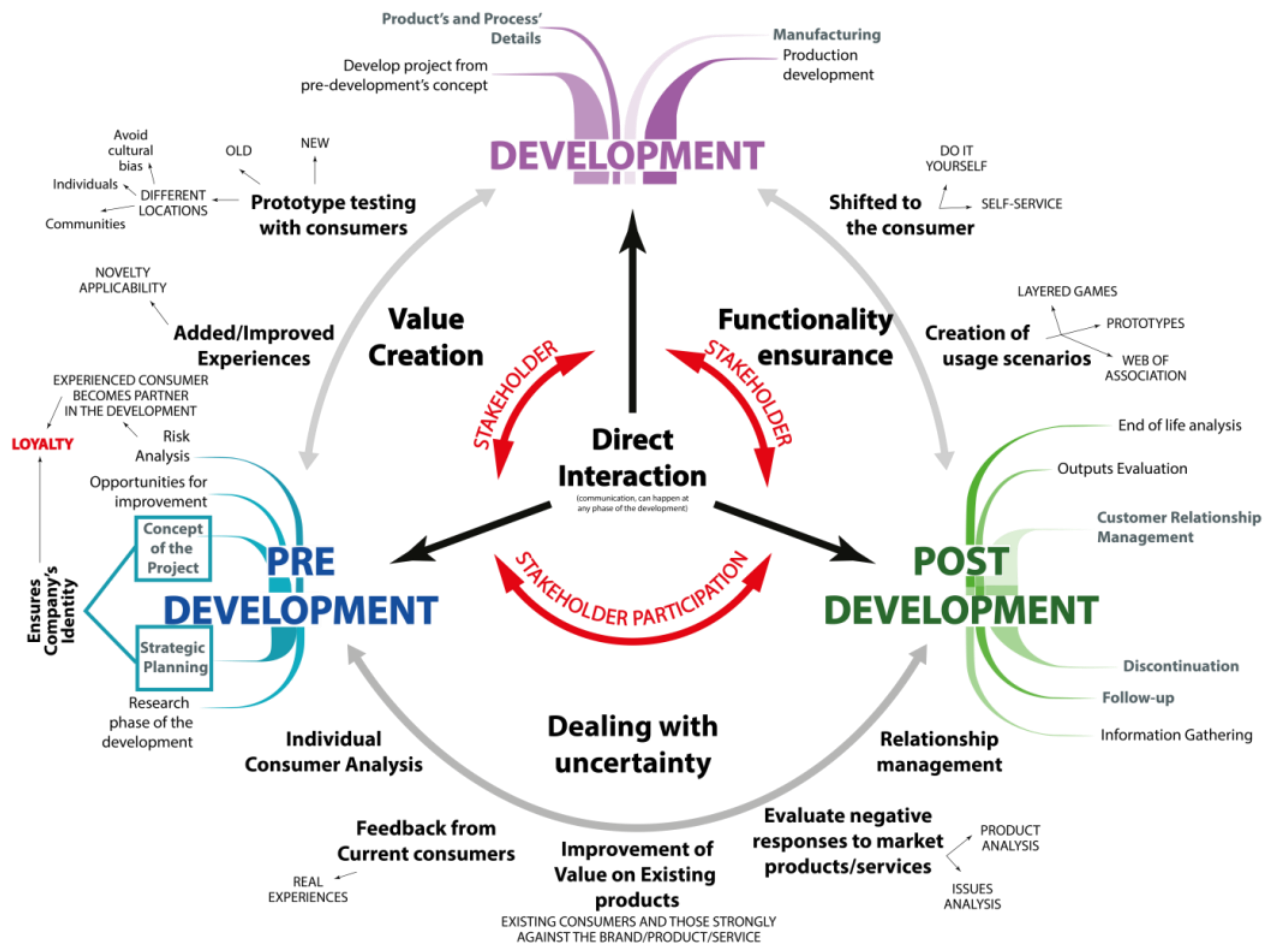 Product's and Process'
Details
Develop project from
pre-development's concept
Manufacturing
Production
development
DEVELOPMENT
Avoid
cultural
bias
OLD
NEW
Individuals
DIFFERENT
LOCATIONS
Communities
Prototype testing
with consumers
DO IT
YOURSELF
Shifted to
the consumer
SELF-SERVICE
NOVELTY
APPLICABILITY
Added/Improved
Experiences
Value
Creation
Functionality
ensurance
LAYERED GAMES
Creation of
usage scenarios
PROTOTYPES
WEB OF
ASSOCIATION
STAKEHOLDER
STAKEHOLDER
EXPERIENCED CONSUMER
BECOMES PARTNER
IN THE DEVELOPMENT
LOYALTY
Risk
Analysis
Opportunities for
improvement
Concept
of the
Project
Direct
Interaction
(communication, can happen at
any phase of the development)
End of life analysis
Outputs Evaluation
Customer Relationship
Management
PRE
DEVELOPMENT
POST
DEVELOPMENT
STAKEHOLDER PARTICIPATION
Ensures
Company's
Identity
Strategic
Planning
Research
phase of the
development
Discontinuation
Follow-up
Information Gathering
Individual
Consumer Analysis
Dealing with
uncertainty
Relationship
management
Feedback from
Current consumers
REAL
EXPERIENCES
Improvement of
Value on Existing
products
EXISTING CONSUMERS AND THOSE STRONGLY
AGAINST THE BRAND/PRODUCT/SERVICE
Evaluate negative
responses to market
products/services
PRODUCT
ANALYSIS
ISSUES
ANALYSIS